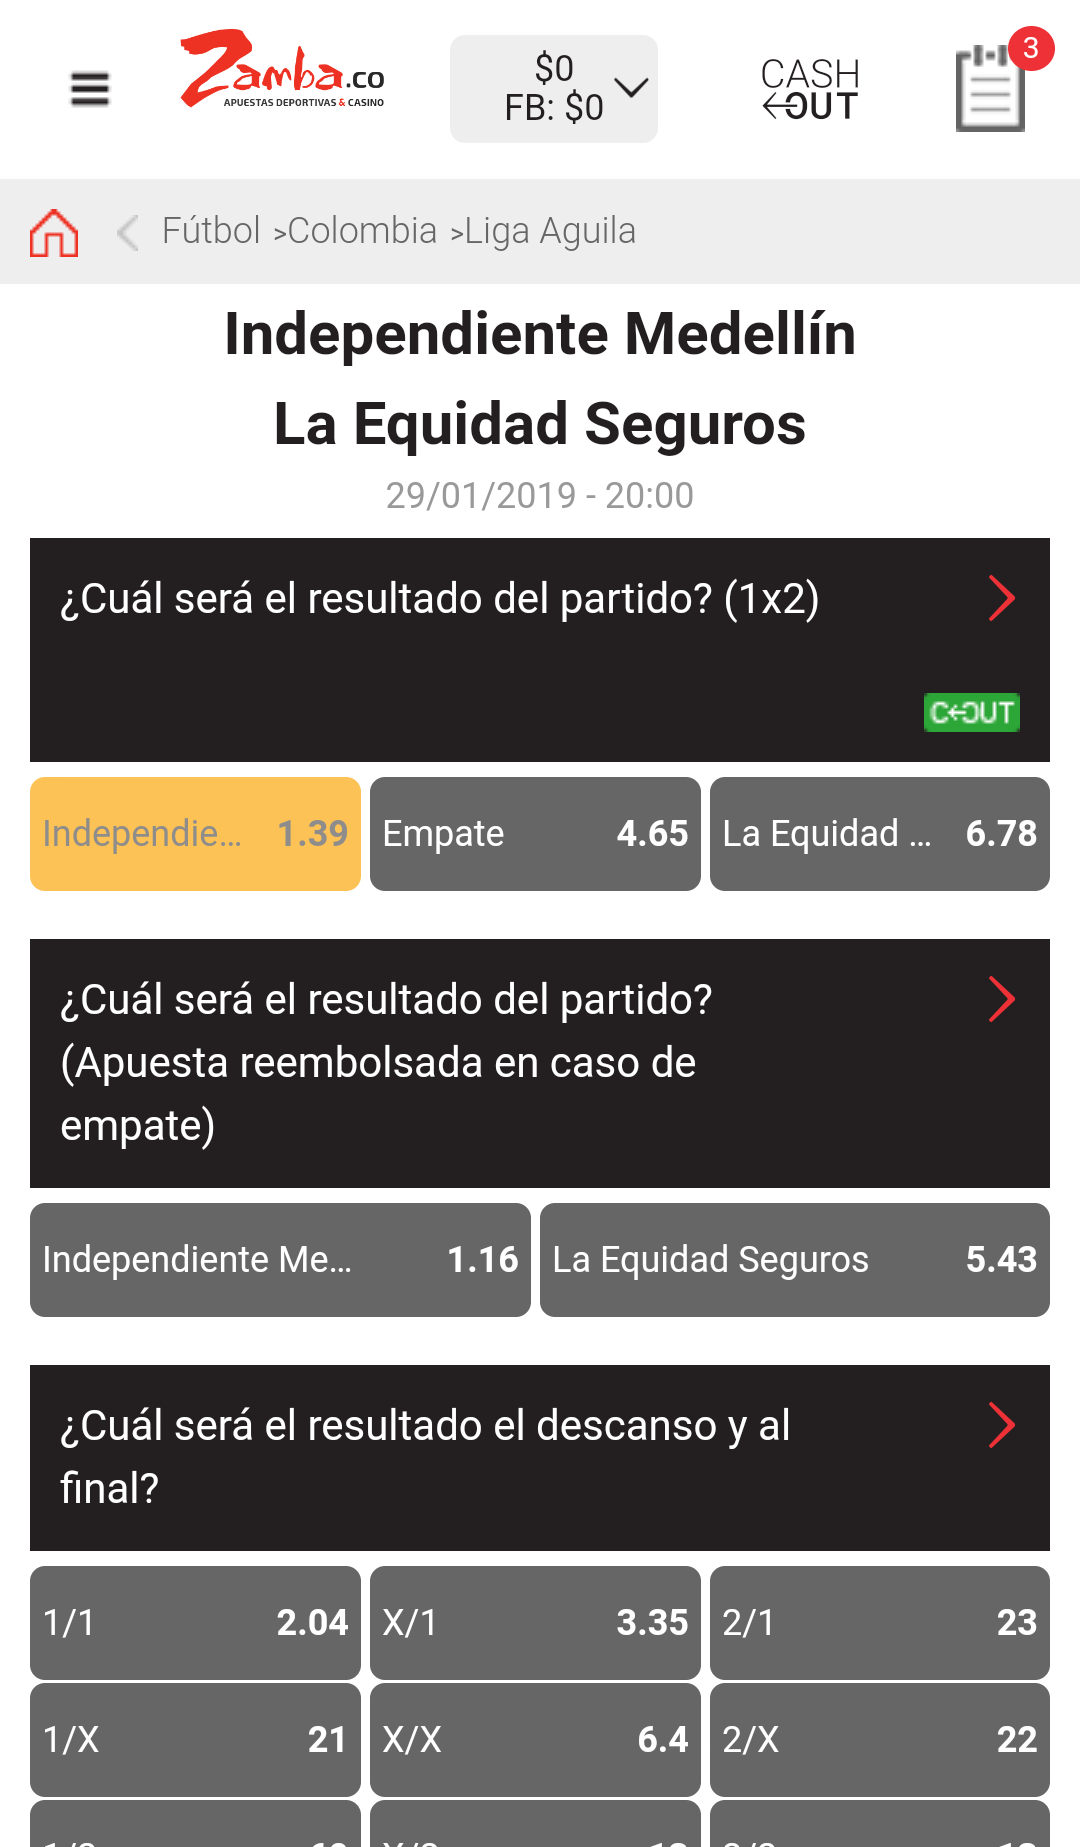 Zamba.co
APUESTAS DEPORTIVAS & CASINO
$0
FB: $0
CASH
OUT
3
Fútbol >Colombia >Liga Aguila
Independiente Medellín
La Equidad Seguros
29/01/2019 - 20:00
¿Cuál será el resultado del partido? (1x2)
C←OUT
Independie... 1.39 Empate 4.65 La Equidad ... 6.78
¿Cuál será el resultado del partido?
(Apuesta reembolsada en caso de
empate)
Independiente Me... 1.16 La Equidad Seguros 5.43
¿Cuál será el resultado el descanso y al
final?
1/1 2.04 X/1 3.35 2/1 23
1/X 21 X/X 6.4 2/X 22